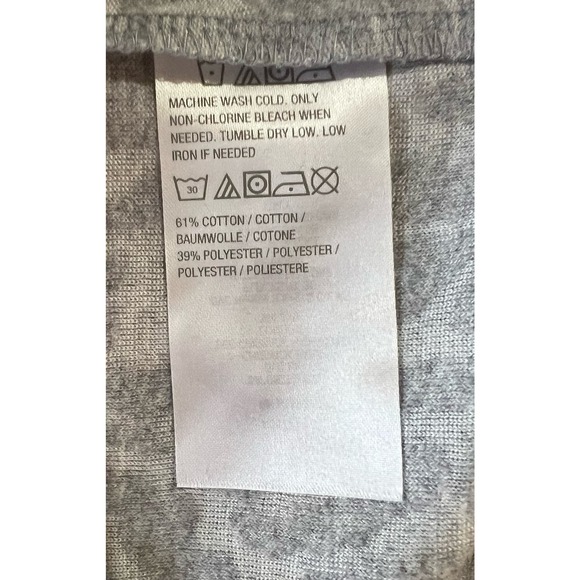 MACHINE WASH COLD. ONLY
NON-CHLORINE BLEACH WHEN
NEEDED. TUMBLE DRY LOW. LOW
IRON IF NEEDED
30
61% COTTON / COTTON /
BAUMWOLLE / COTONE
39% POLYESTER / POLYESTER /
POLYESTER / POLIESTERE